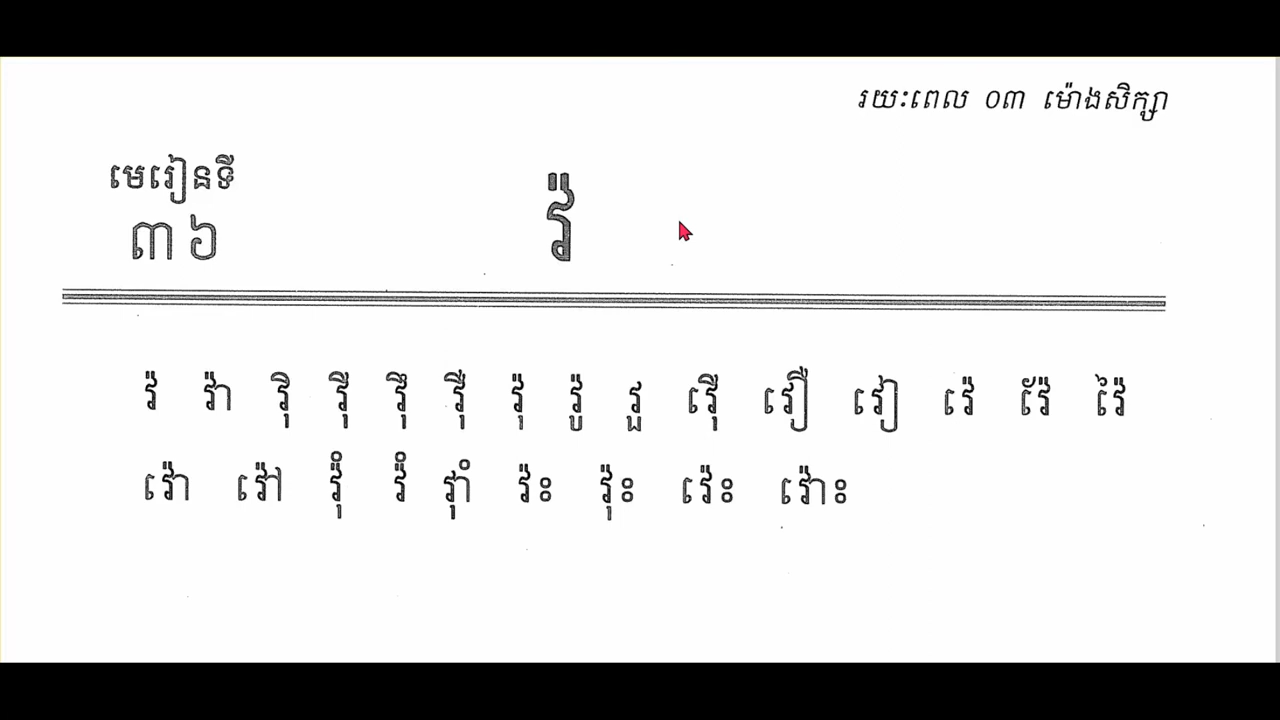 រយៈពេល ០៣ ម៉ោងសិក្សា
មេរៀនទី
៣៦
វ៉
វ៉ វ៉ា វ៉ិ វ៉ី វ៉ឹ វ៉ឺ វ៉ុ វ៉ូ វួ វ៉ើ វឿ វៀ វ៉េ វ៉ែ វ៉ៃ
វ៉ោ វ៉ៅ វ៉ុំ វ៉ំ វ៉ាំ វ៉ះ វ៉ុះ វ៉េះ វ៉ោះ